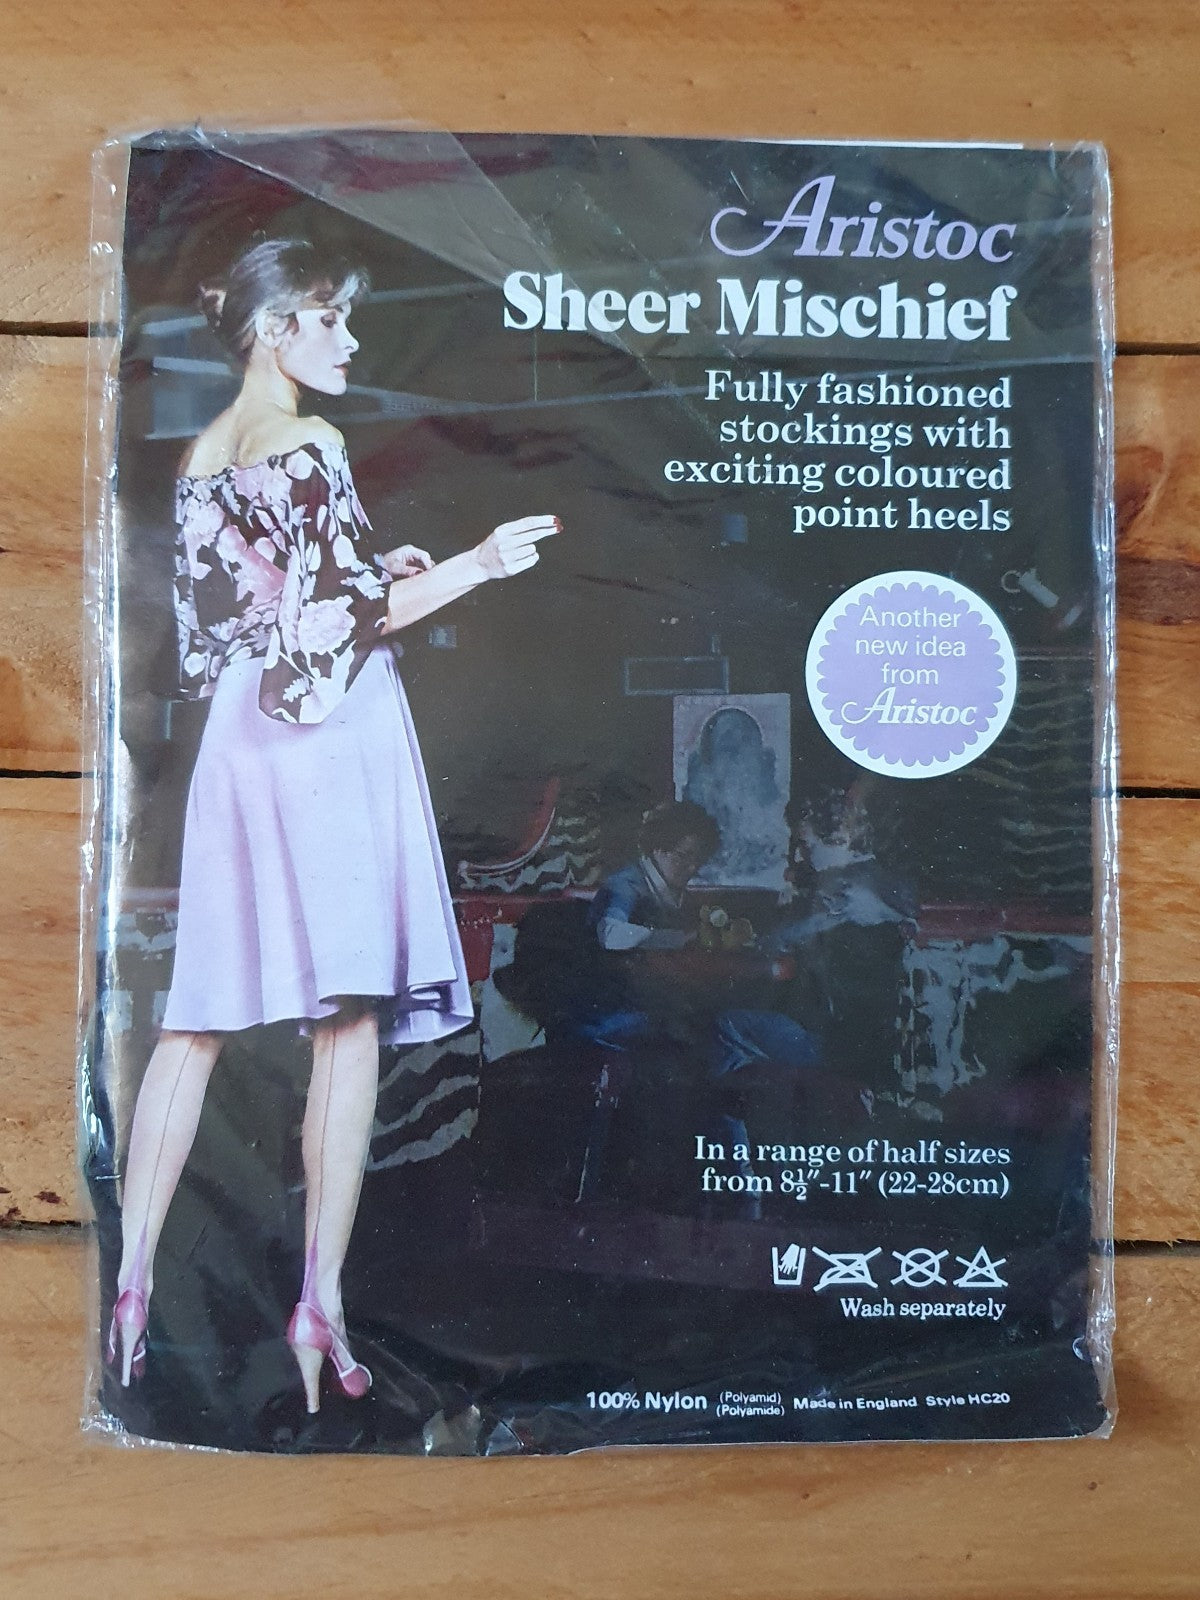 Aristoc
Sheer Mischief
Fully fashioned
stockings with
exciting coloured
point heels
Another
new idea
from
Aristoc
In a range of half sizes
from 8½"-11" (22-28cm)
Wash separately
100% Nylon (Polyamid) (Polyamide) Made in England Style HC20